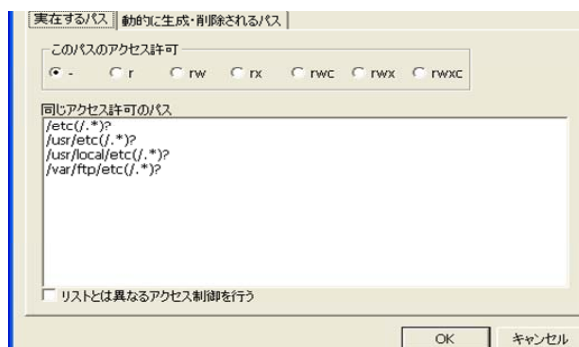 実在するパス 動的に生成・削除されるパス
このパスのアクセス許可
- r rw rx rwc rwx rwxc
同じアクセス許可のパス
/etc(/.*)?
/usr/etc(/.*)?
/usr/local/etc(/.*)?
/var/ftp/etc(/.*)?
リストとは異なるアクセス制御を行う
OK キャンセル